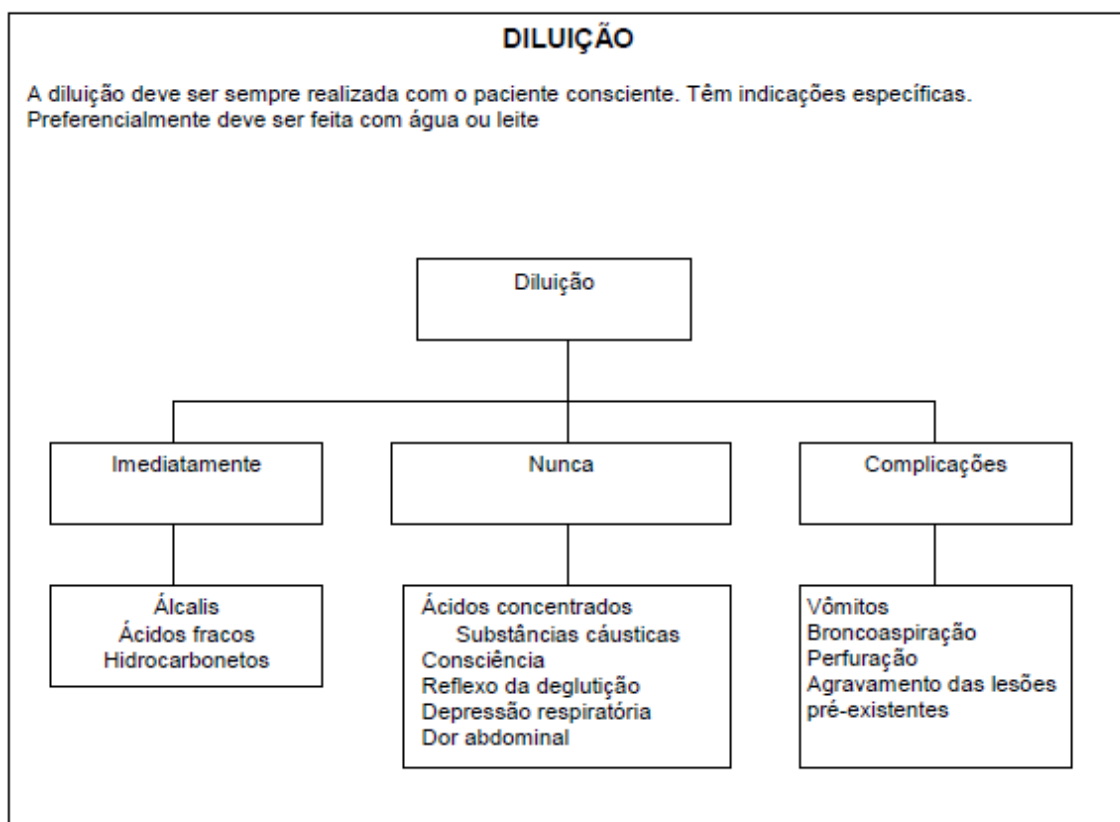 DILUIÇÃO
A diluição deve ser sempre realizada com o paciente consciente. Têm indicações específicas.
Preferencialmente deve ser feita com água ou leite
Diluição
Imediatamente
Nunca
Complicações
Álcalis
Ácidos fracos
Hidrocarbonetos
Ácidos concentrados
Substâncias cáusticas
Consciência
Reflexo da deglutição
Depressão respiratória
Dor abdominal
Vômitos
Broncoaspiração
Perfuração
Agravamento das lesões
pré-existentes